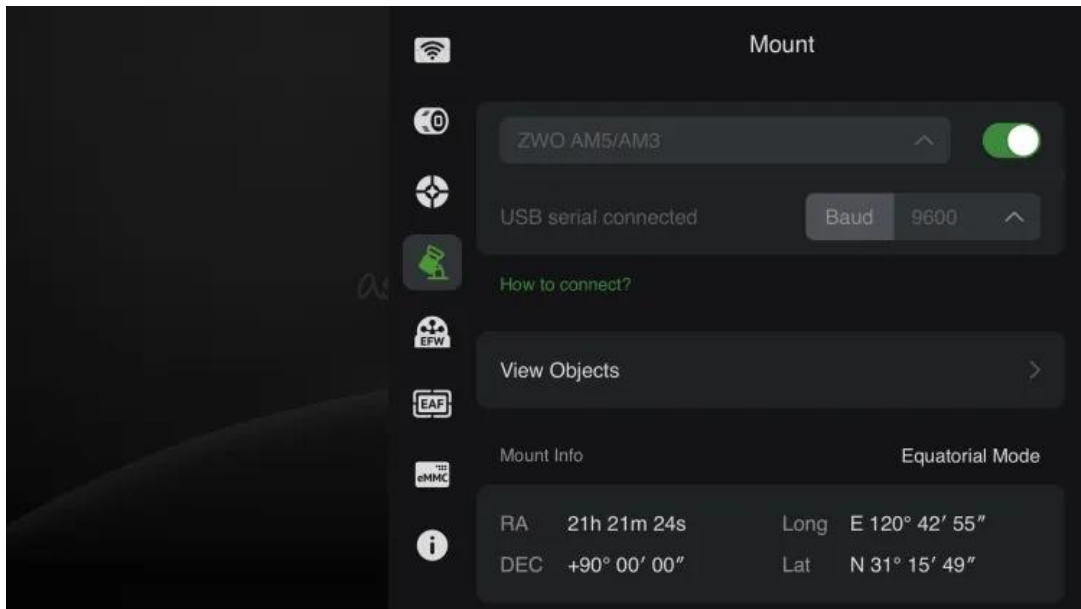 Mount
ZWO AM5/AM3
USB serial connected
Baud 9600
How to connect?
EFW
View Objects
EAF
Mount Info
Equatorial Mode
eMMC
RA 21h 21m 24s
Long E 120° 42′ 55″
DEC +90° 00′ 00″
Lat N 31° 15′ 49″